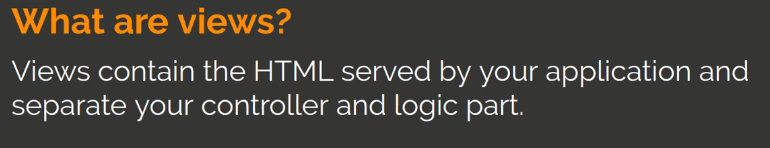 What are views?
Views contain the HTML served by your application and
separate your controller and logic part.